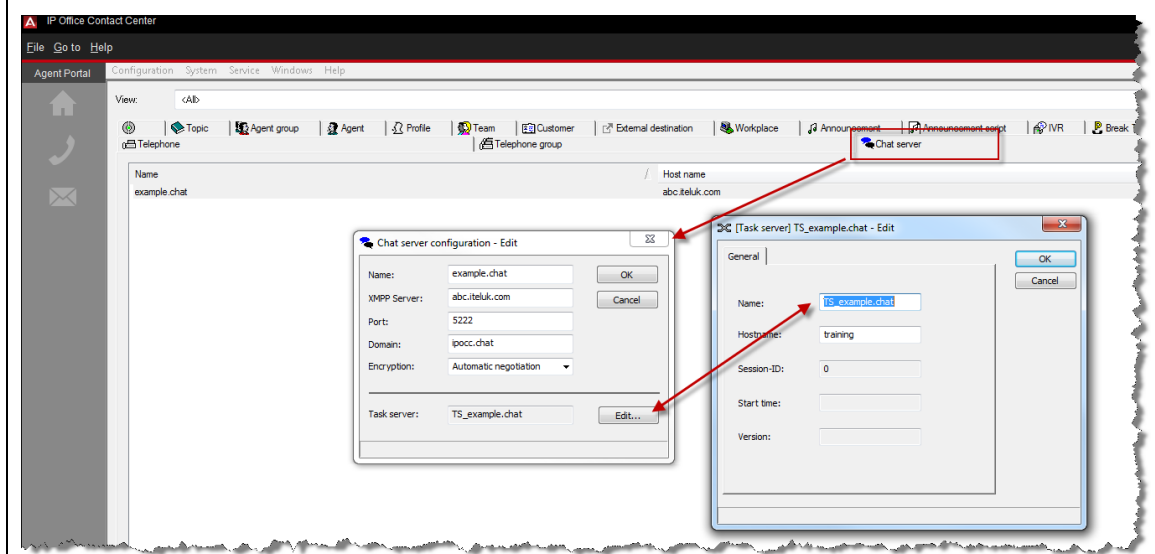 IP Office Contact Center
File Go to Help
Agent Portal Configuration System Service Windows Help
View: <All>
Topic Agent group Agent Profile Team Customer External destination Workplace Announcement Announcement script IVR Break
Telephone Telephone group Chat server
Name / Host name
example.chat abc.iteluk.com
Chat server configuration - Edit
Name: example.chat OK
XMPP Server: abc.iteluk.com Cancel
Port: 5222
Domain: ipocc.chat
Encryption: Automatic negotiation
Task server: TS_example.chat Edit...
[Task server] TS_example.chat - Edit
General
OK
Cancel
Name: TS_example.chat
Hostname: training
Session-ID: 0
Start time:
Version: